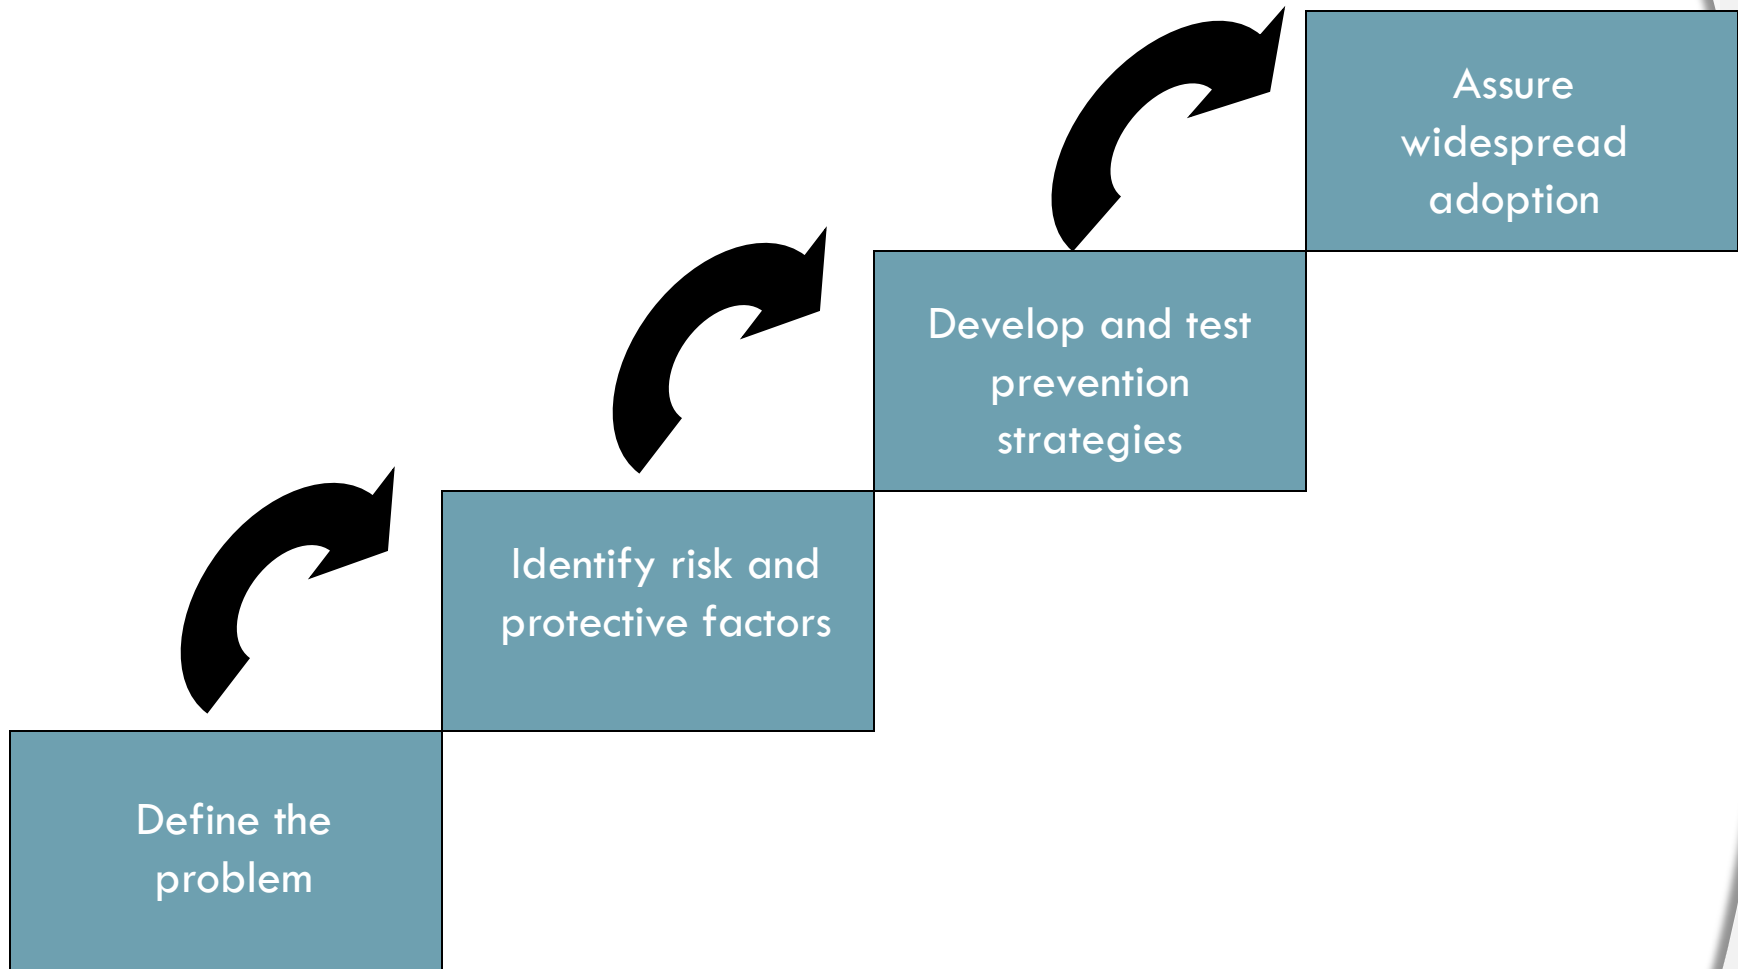 Assure
widespread
adoption
Develop and test
prevention
strategies
Identify risk and
protective factors
Define the
problem